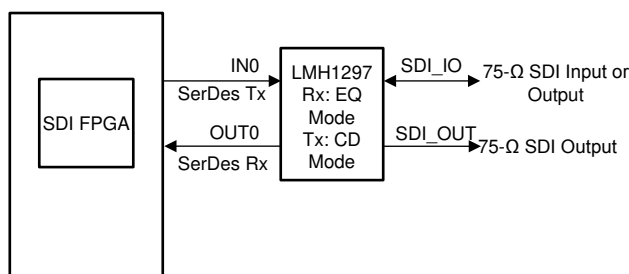 SDI FPGA
IN0
SerDes Tx
OUT0
SerDes Rx
LMH1297
Rx: EQ
Mode
Tx: CD
Mode
SDI_IO
SDI_OUT
75-Ω SDI Input or
Output
75-Ω SDI Output